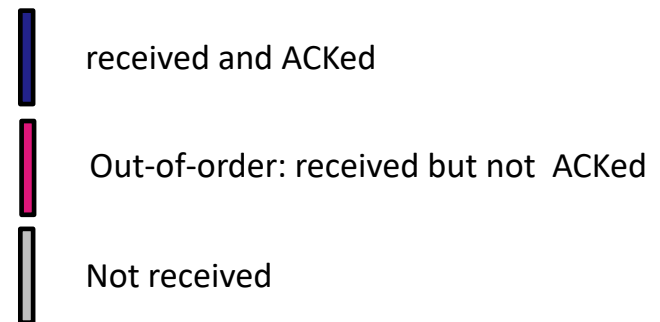 received and ACKed
Out-of-order: received but not ACKed
Not received